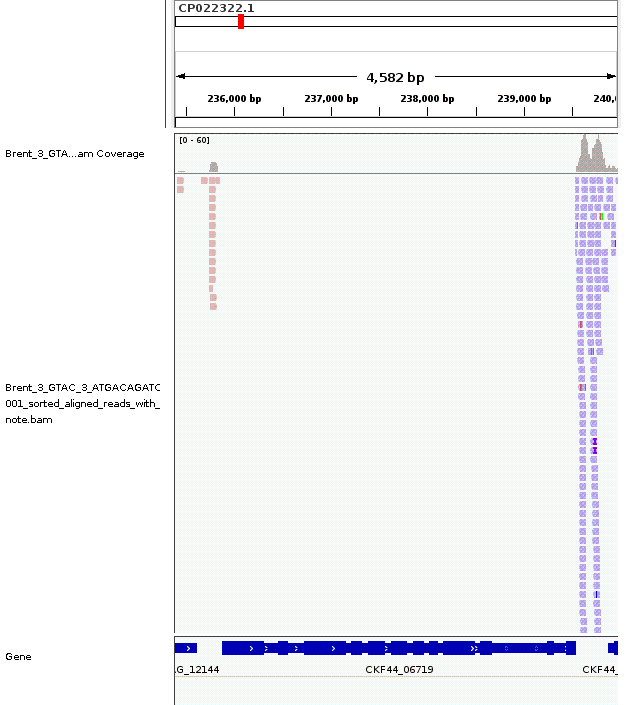 CP022322.1
4,582 bp
236,000 bp 237,000 bp 238,000 bp 239,000 bp 240,
[0 - 60]
Brent_3_GTA...am Coverage
Brent_3_GTAC_3_ATGACAGATC
001_sorted_aligned_reads_with_
note.bam
Gene
.G_12144 CKF44_06719 CKF44_